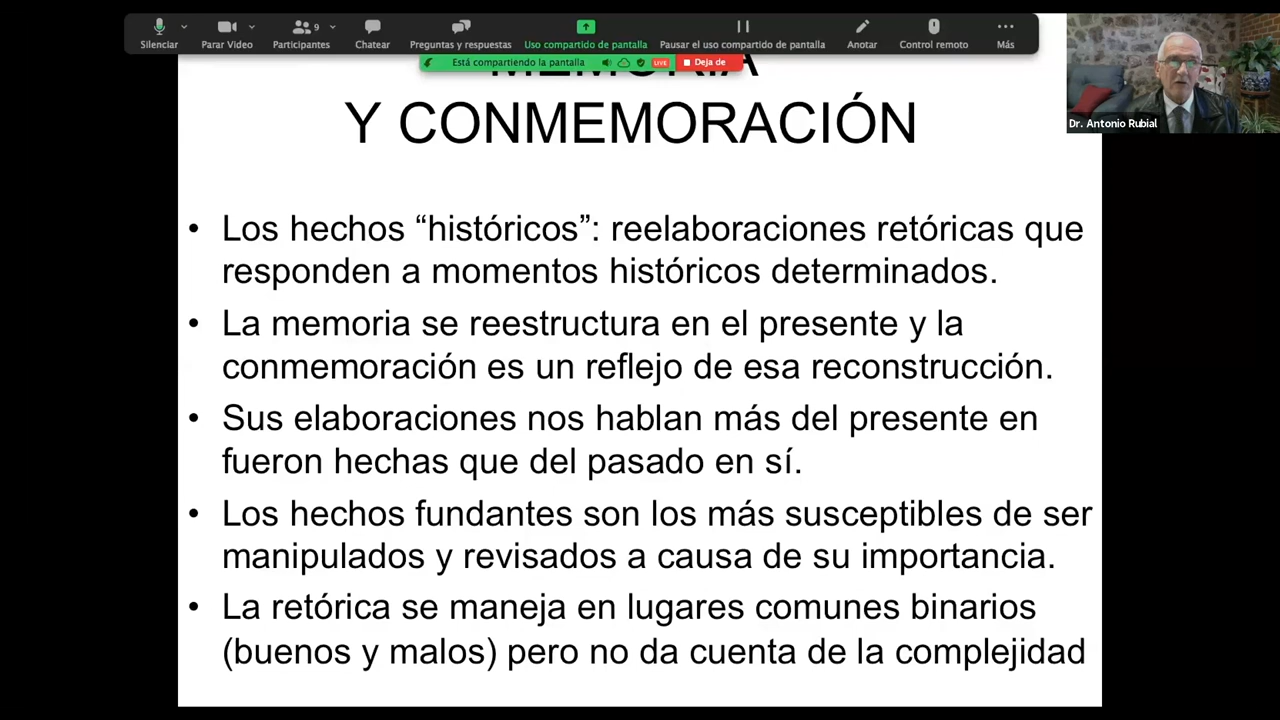 Silenciar
Parar Video
9
Participantes
Chatear
Preguntas y respuestas
Uso compartido de pantalla
Pausar el uso compartido de pantalla
Anotar
Control remoto
Más
Está compartiendo la pantalla
LIVE
Deja de
Dr. Antonio Rubial
MEMORIA
Y CONMEMORACIÓN
• Los hechos “históricos”: reelaboraciones retóricas que
responden a momentos históricos determinados.
• La memoria se reestructura en el presente y la
conmemoración es un reflejo de esa reconstrucción.
• Sus elaboraciones nos hablan más del presente en
fueron hechas que del pasado en sí.
• Los hechos fundantes son los más susceptibles de ser
manipulados y revisados a causa de su importancia.
• La retórica se maneja en lugares comunes binarios
(buenos y malos) pero no da cuenta de la complejidad